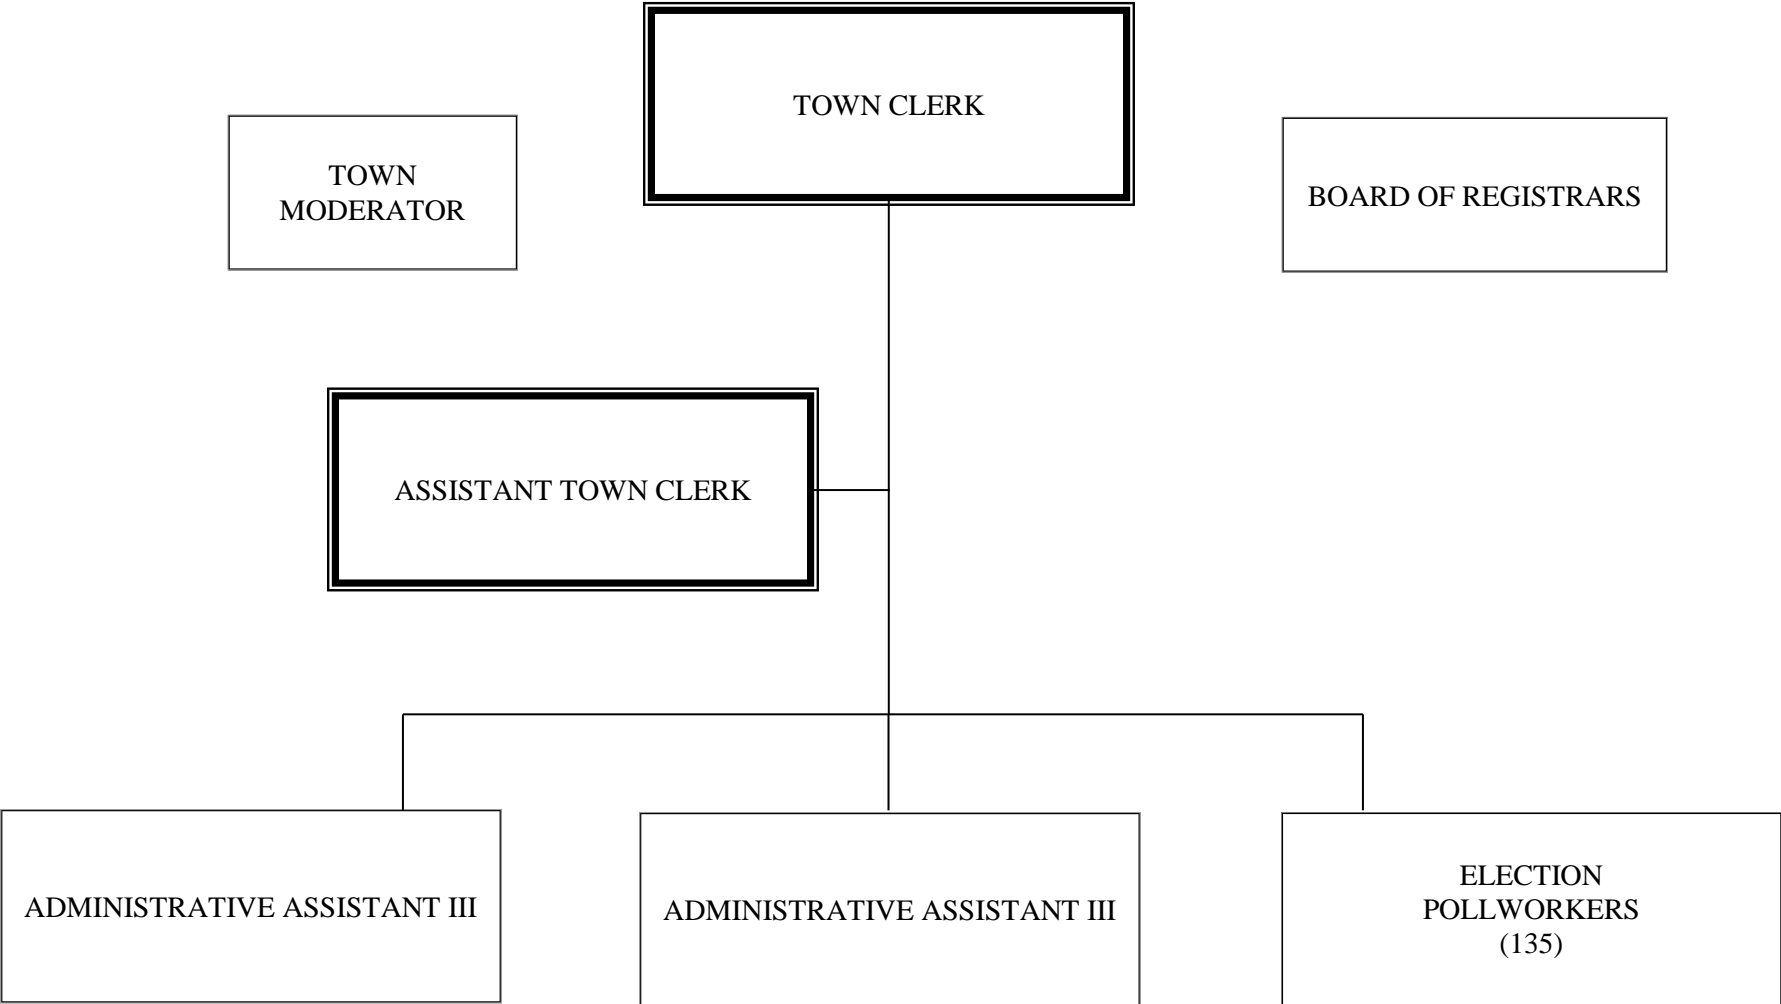 TOWN CLERK
TOWN
MODERATOR
BOARD OF REGISTRARS
ASSISTANT TOWN CLERK
ADMINISTRATIVE ASSISTANT III
ADMINISTRATIVE ASSISTANT III
ELECTION
POLLWORKERS
(135)